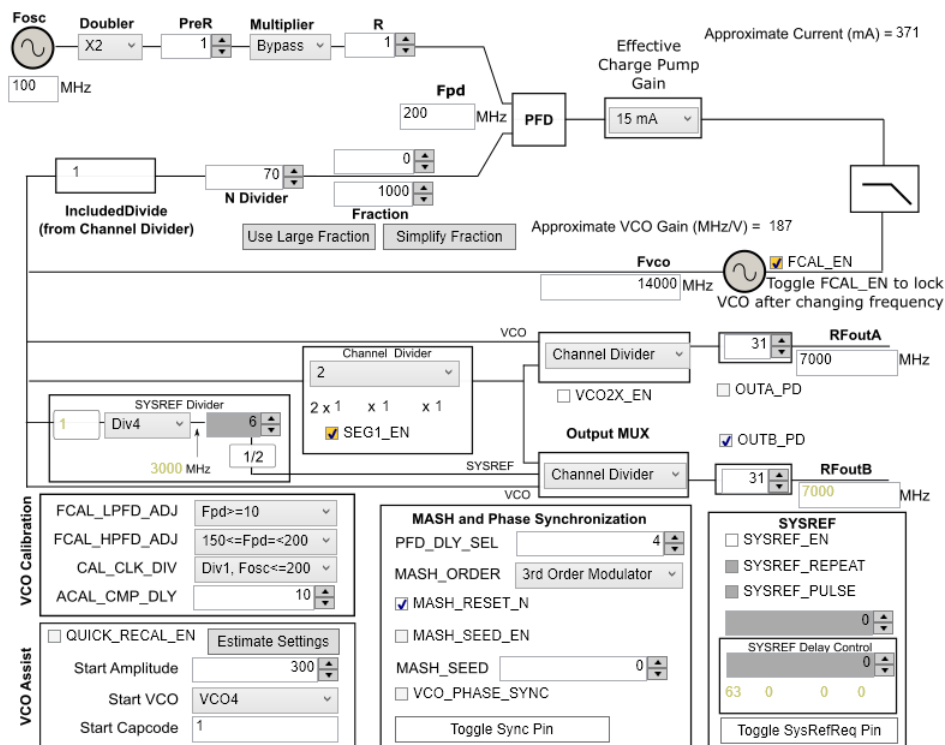 Fosc
Doubler
PreR
Multiplier
R
X2
1
Bypass
1
100 MHz
Approximate Current (mA) = 371
Effective
Charge Pump
Gain
Fpd
200 MHz
PFD
15 mA
1
IncludedDivide
(from Channel Divider)
70
N Divider
0
1000
Fraction
Use Large Fraction
Simplify Fraction
Approximate VCO Gain (MHz/V) = 187
Fvco
14000 MHz
FCAL_EN
Toggle FCAL_EN to lock
VCO after changing frequency
VCO
Channel Divider
2
2 x 1 x 1 x 1
SEG1_EN
Channel Divider
VCO2X_EN
31
RFoutA
7000 MHz
OUTA_PD
SYSREF Divider
1
Div4
6
3000 MHz
1/2
Output MUX
OUTB_PD
SYSREF
Channel Divider
VCO
31
RFoutB
7000 MHz
VCO Calibration
FCAL_LPFD_ADJ Fpd>=10
FCAL_HPFD_ADJ 150<=Fpd=<200
CAL_CLK_DIV Div1, Fosc<=200
ACAL_CMP_DLY 10
VCO Assist
QUICK_RECAL_EN Estimate Settings
Start Amplitude 300
Start VCO VCO4
Start Capcode 1
MASH and Phase Synchronization
PFD_DLY_SEL 4
MASH_ORDER 3rd Order Modulator
MASH_RESET_N
MASH_SEED_EN
MASH_SEED 0
VCO_PHASE_SYNC
Toggle Sync Pin
SYSREF
SYSREF_EN
SYSREF_REPEAT
SYSREF_PULSE
0
SYSREF Delay Control
0
63 0 0 0
Toggle SysRefReq Pin